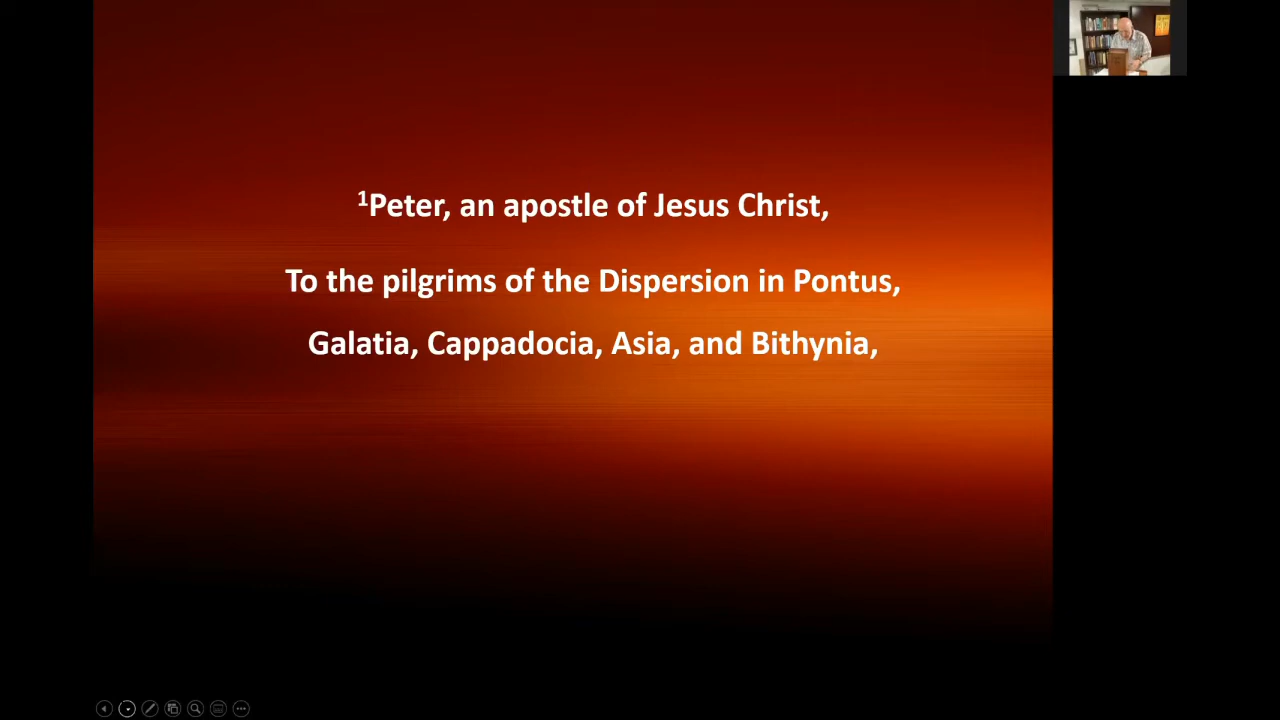 ¹Peter, an apostle of Jesus Christ,
To the pilgrims of the Dispersion in Pontus,
Galatia, Cappadocia, Asia, and Bithynia,